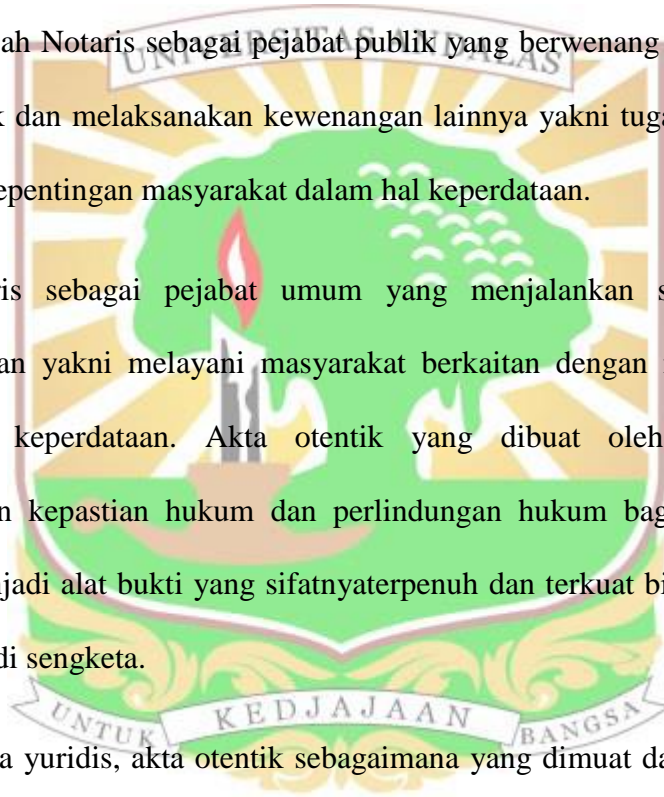 ah Notaris sebagai pejabat publik yang berwenang
UNIVERSITAS ANDALAS
k dan melaksanakan kewenangan lainnya yakni tuga
epentingan masyarakat dalam hal keperdataan.
ris sebagai pejabat umum yang menjalankan s
an yakni melayani masyarakat berkaitan dengan
keperdataan. Akta otentik yang dibuat oleh
n kepastian hukum dan perlindungan hukum bag
njadi alat bukti yang sifatnyaterpenuh dan terkuat bi
di sengketa.
UNTUK KEDJAJAAN BANGSA
a yuridis, akta otentik sebagaimana yang dimuat da